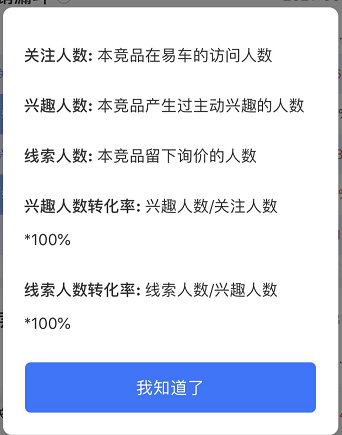 关注人数: 本竞品在易车的访问人数
兴趣人数: 本竞品产生过主动兴趣的人数
线索人数: 本竞品留下询价的人数
兴趣人数转化率: 兴趣人数/关注人数
*100%
线索人数转化率: 线索人数/兴趣人数
*100%
我知道了